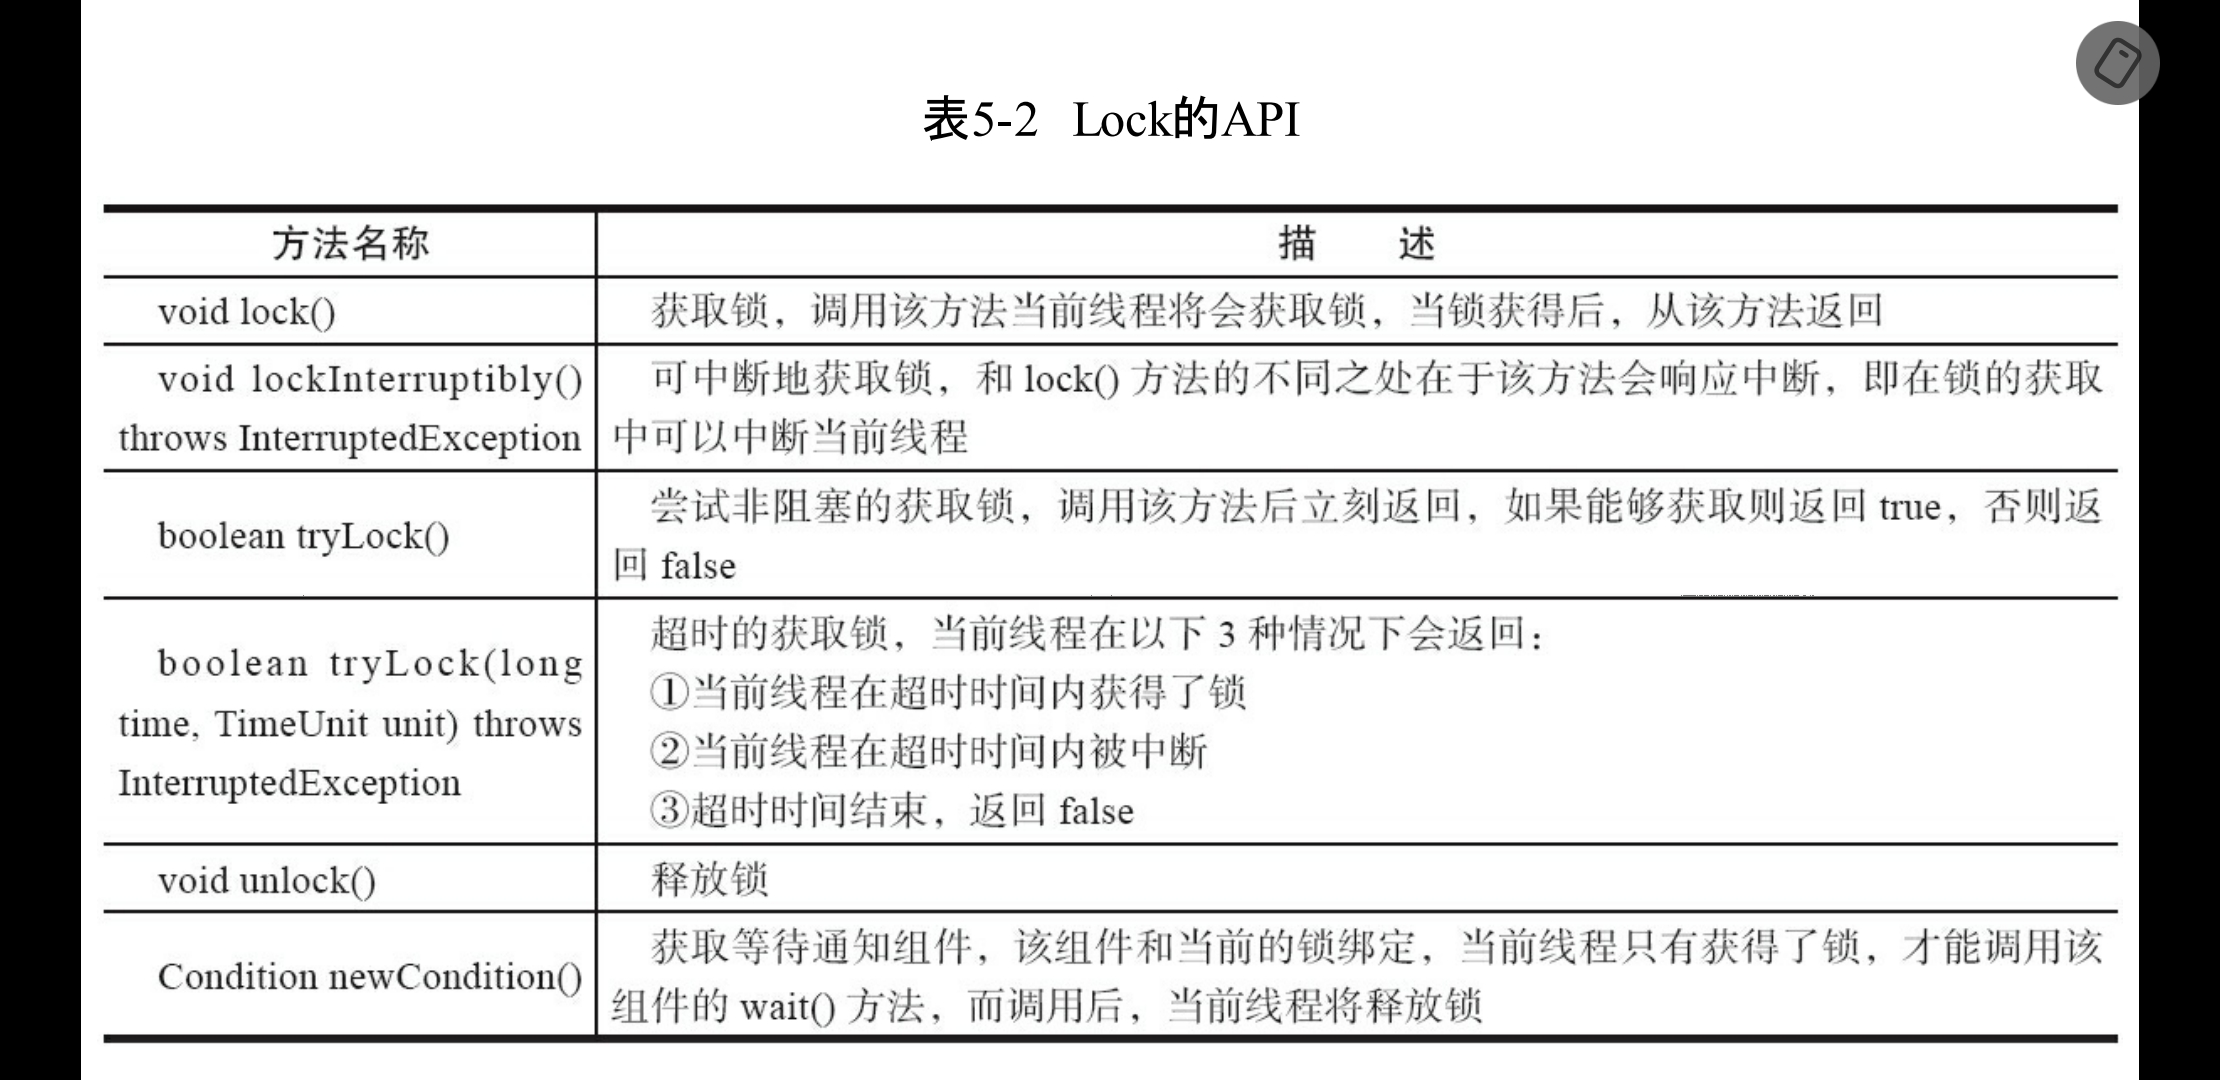 表5-2 Lock的API
方法名称
描 述
void lock()
获取锁，调用该方法当前线程将会获取锁，当锁获得后，从该方法返回
void lockInterruptibly()
throws InterruptedException
可中断地获取锁，和 lock() 方法的不同之处在于该方法会响应中断，即在锁的获取
中可以中断当前线程
boolean tryLock()
尝试非阻塞的获取锁，调用该方法后立刻返回，如果能够获取则返回 true，否则返
回 false
boolean tryLock(long
time, TimeUnit unit) throws
InterruptedException
超时的获取锁，当前线程在以下 3 种情况下会返回：
①当前线程在超时时间内获得了锁
②当前线程在超时时间内被中断
③超时时间结束，返回 false
void unlock()
释放锁
Condition newCondition()
获取等待通知组件，该组件和当前的锁绑定，当前线程只有获得了锁，才能调用该
组件的 wait() 方法，而调用后，当前线程将释放锁